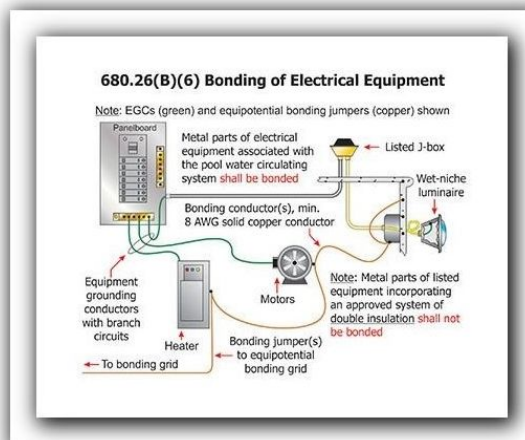 680.26(B)(6) Bonding of Electrical Equipment
Note: EGCs (green) and equipotential bonding jumpers (copper) shown
Panelboard
Metal parts of electrical
equipment associated with
the pool water circulating
system shall be bonded
Listed J-box
Wet-niche
luminaire
Bonding conductor(s), min.
8 AWG solid copper conductor
Equipment
grounding
conductors
with branch
circuits
Motors
Note: Metal parts of listed
equipment incorporating
an approved system of
double insulation shall not
be bonded
Heater
Bonding jumper(s)
to equipotential
bonding grid
To bonding grid